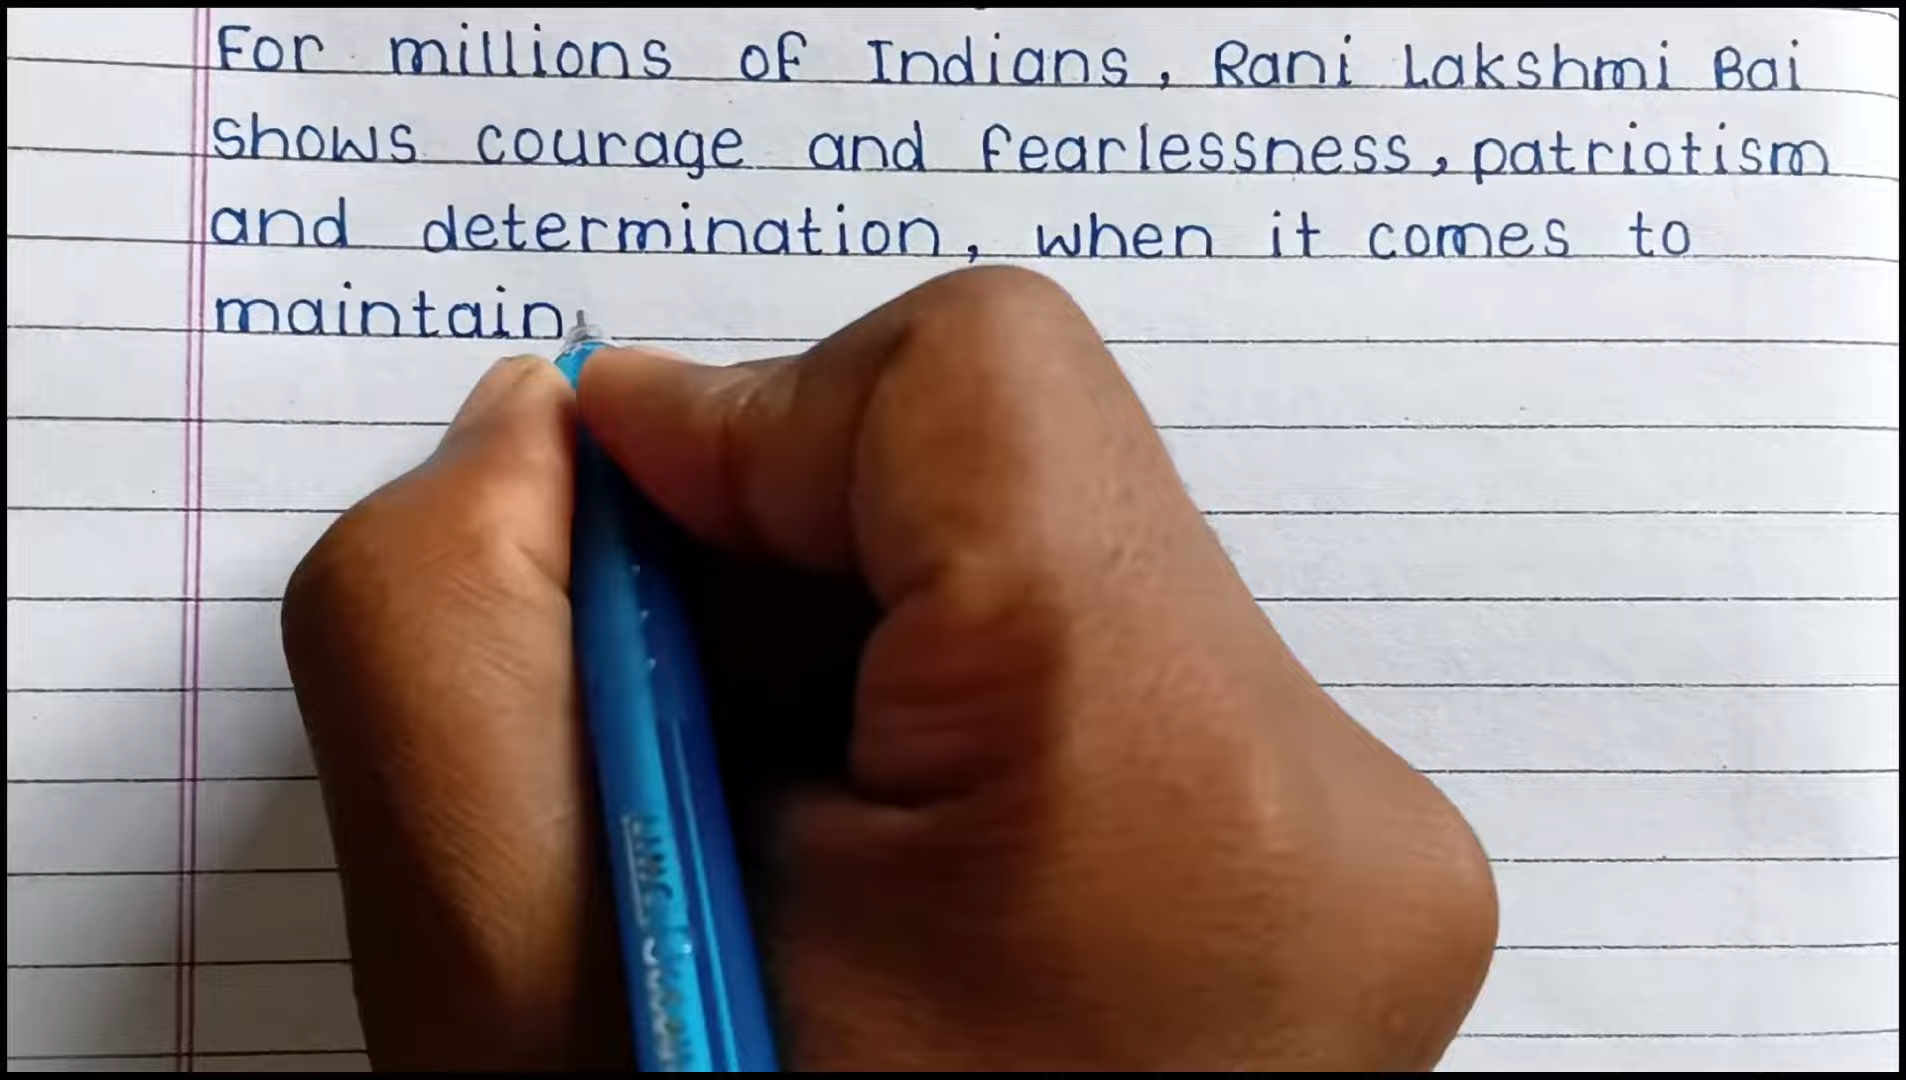 For millions of Indians, Rani Lakshmi Bai
shows courage and fearlessness, patriotism
and determination, when it comes to
maintain